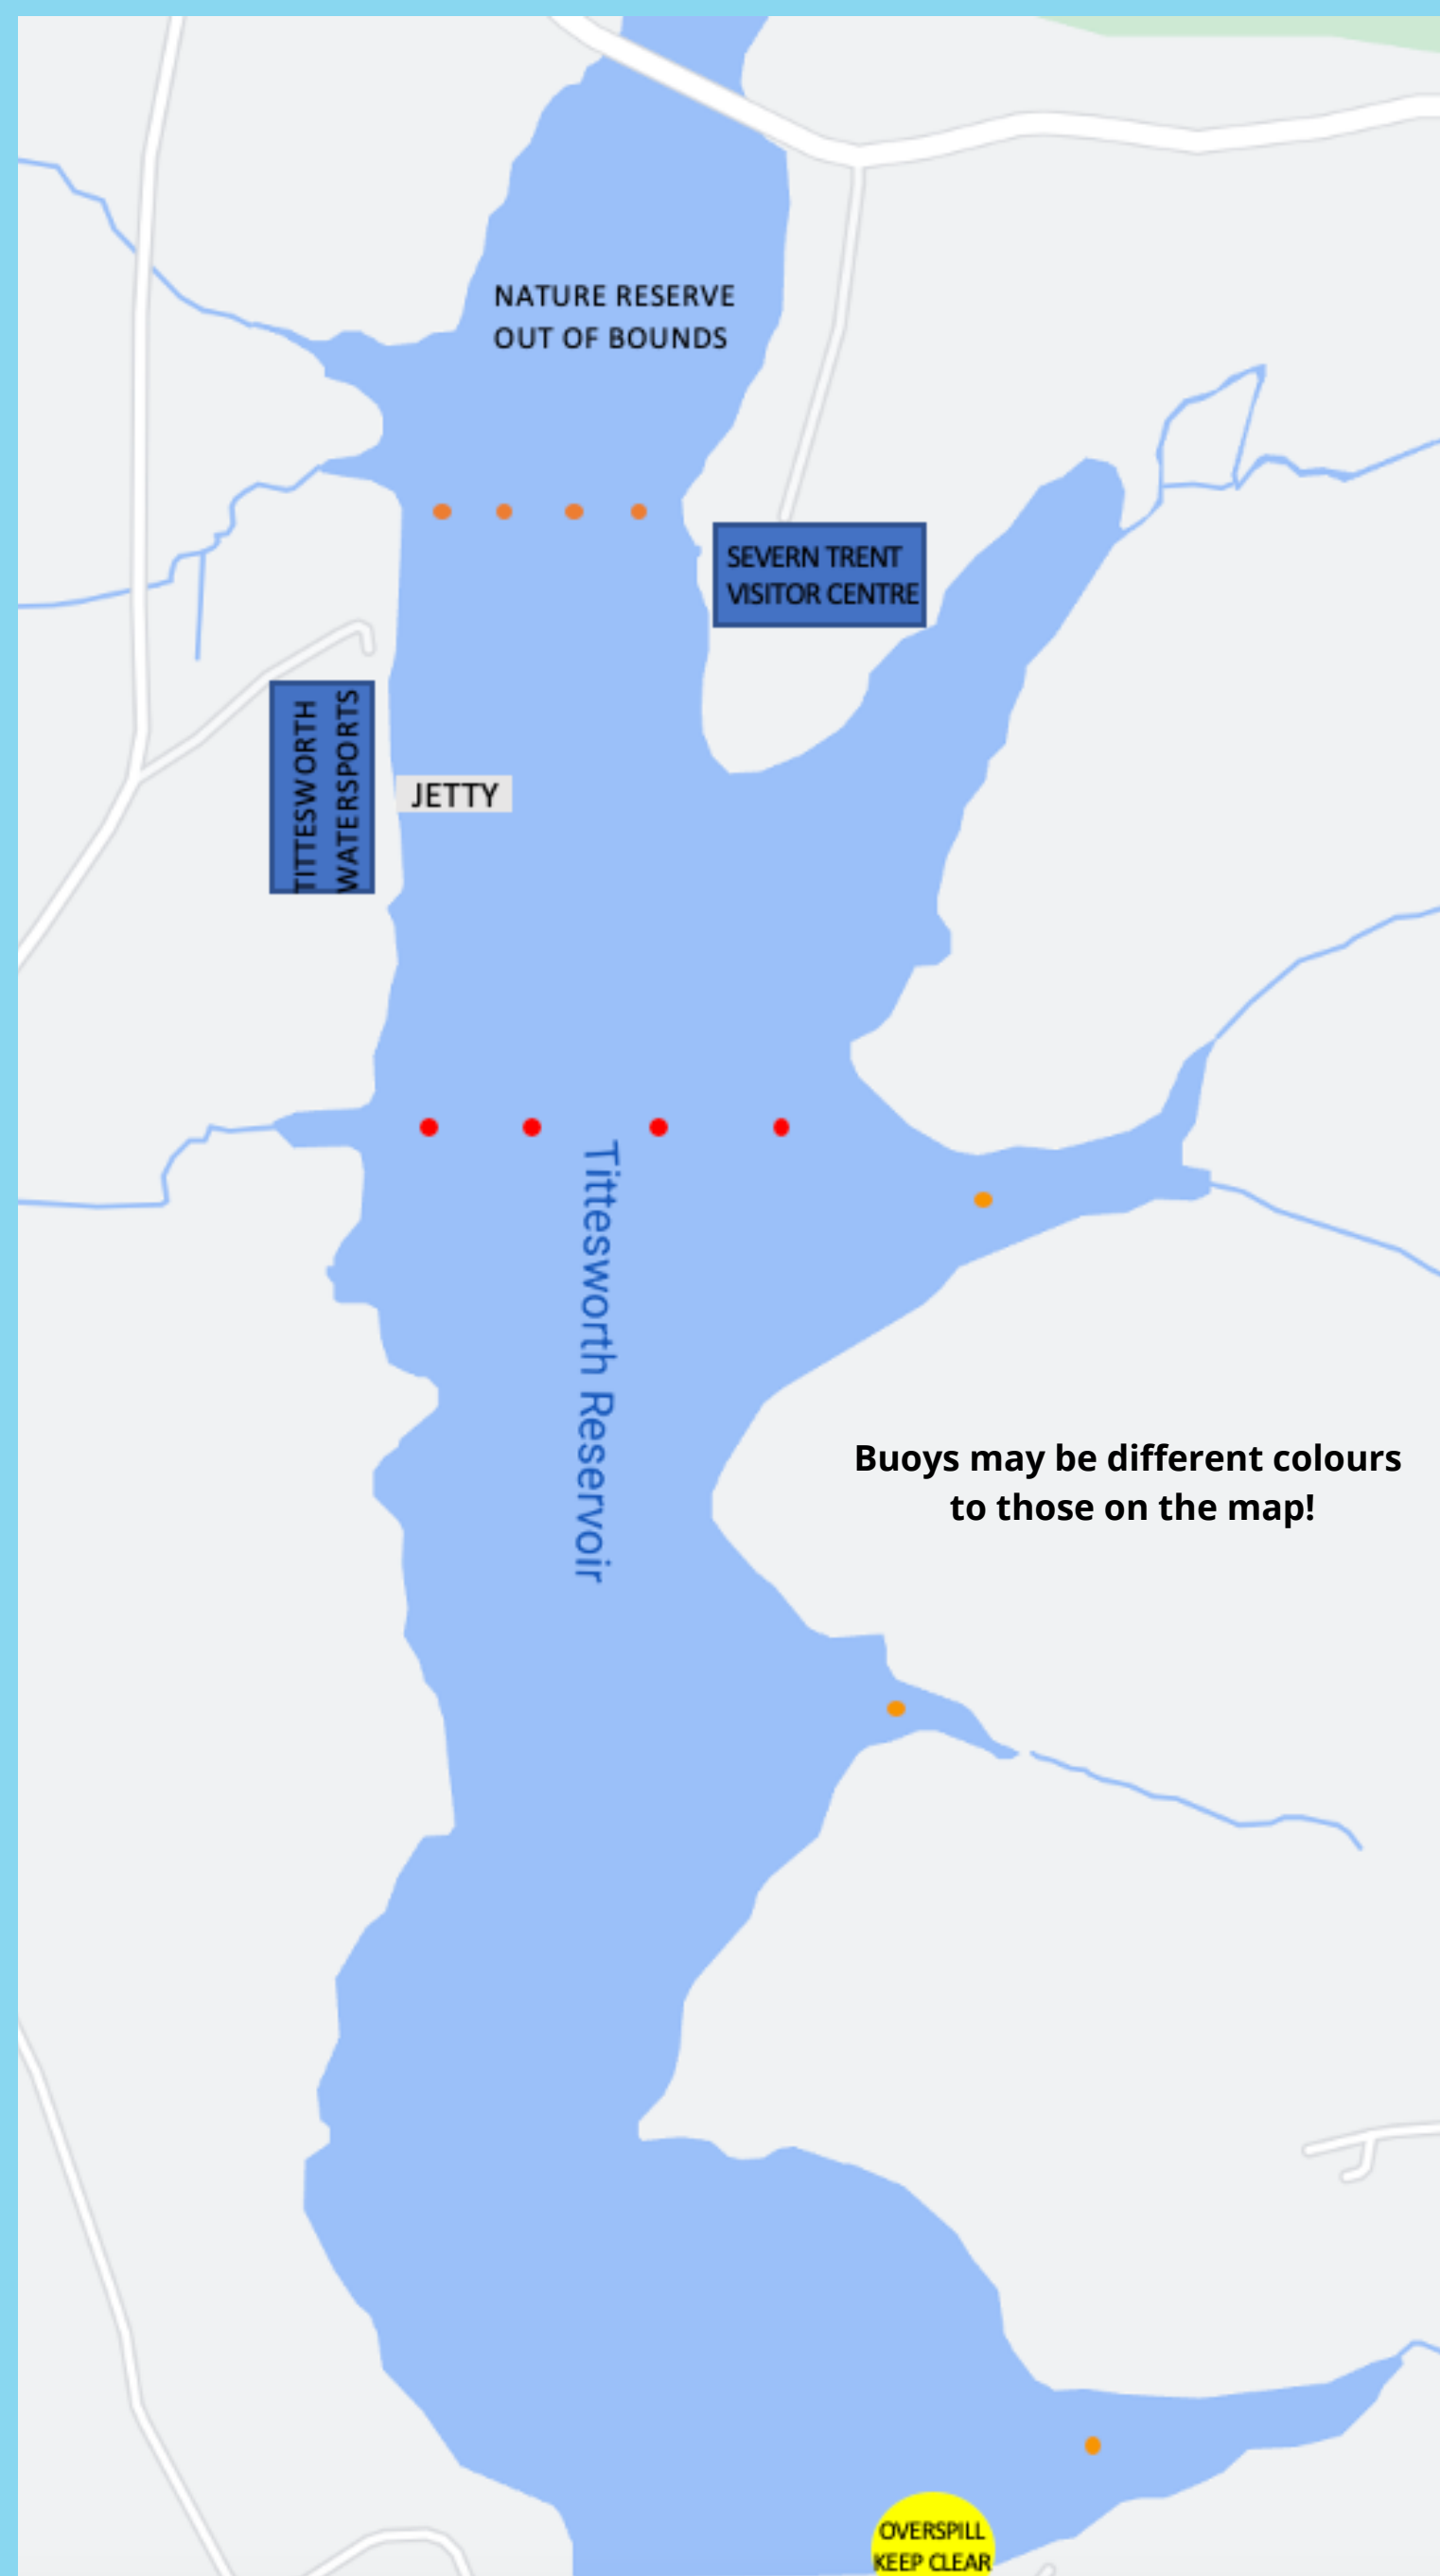 NATURE RESERVE
OUT OF BOUNDS
SEVERN TRENT
VISITOR CENTRE
TITTESWORTH
WATERSPORTS
JETTY
Tittesworth Reservoir
Buoys may be different colours
to those on the map!
OVERSPILL
KEEP CLEAR